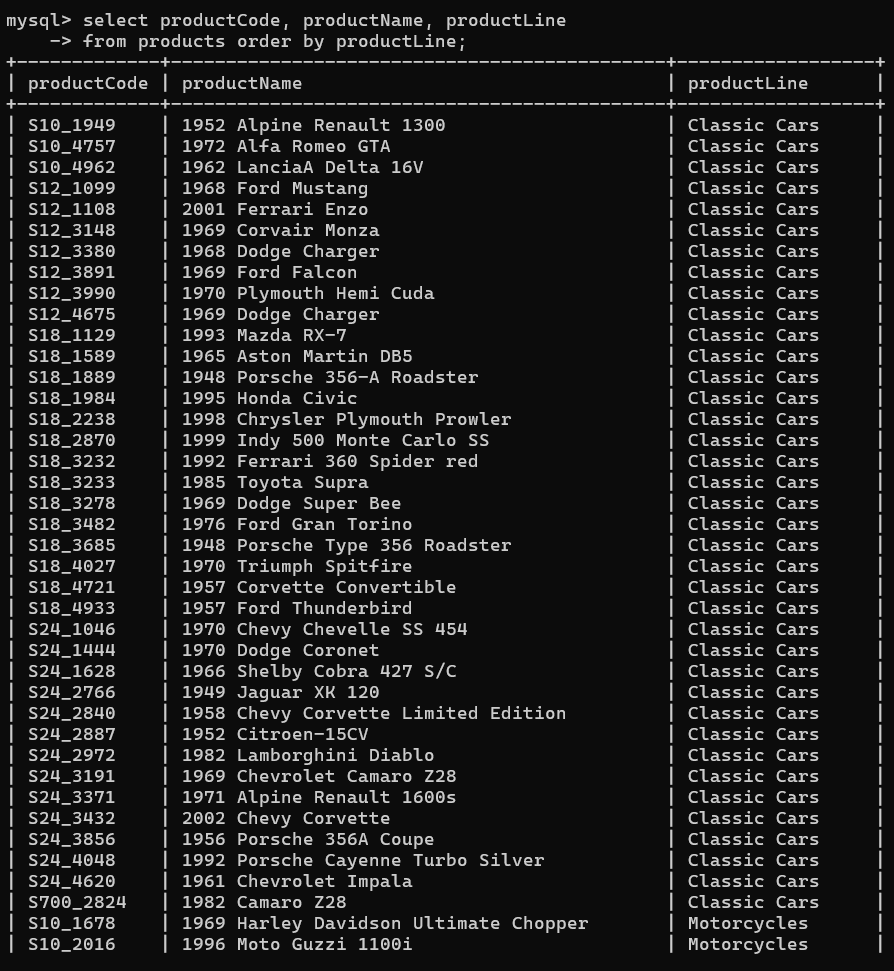 mysql> select productCode, productName, productLine
    -> from products order by productLine;
+-------------+---------------------------------------------+------------------+
| productCode | productName                                 | productLine      |
+-------------+---------------------------------------------+------------------+
| S10_1949    | 1952 Alpine Renault 1300                    | Classic Cars     |
| S10_4757    | 1972 Alfa Romeo GTA                         | Classic Cars     |
| S10_4962    | 1962 LanciaA Delta 16V                      | Classic Cars     |
| S12_1099    | 1968 Ford Mustang                           | Classic Cars     |
| S12_1108    | 2001 Ferrari Enzo                           | Classic Cars     |
| S12_3148    | 1969 Corvair Monza                          | Classic Cars     |
| S12_3380    | 1968 Dodge Charger                          | Classic Cars     |
| S12_3891    | 1969 Ford Falcon                            | Classic Cars     |
| S12_3990    | 1970 Plymouth Hemi Cuda                     | Classic Cars     |
| S12_4675    | 1969 Dodge Charger                          | Classic Cars     |
| S18_1129    | 1993 Mazda RX-7                             | Classic Cars     |
| S18_1589    | 1965 Aston Martin DB5                       | Classic Cars     |
| S18_1889    | 1948 Porsche 356-A Roadster                 | Classic Cars     |
| S18_1984    | 1995 Honda Civic                            | Classic Cars     |
| S18_2238    | 1998 Chrysler Plymouth Prowler              | Classic Cars     |
| S18_2870    | 1999 Indy 500 Monte Carlo SS                | Classic Cars     |
| S18_3232    | 1992 Ferrari 360 Spider red                 | Classic Cars     |
| S18_3233    | 1985 Toyota Supra                           | Classic Cars     |
| S18_3278    | 1969 Dodge Super Bee                        | Classic Cars     |
| S18_3482    | 1976 Ford Gran Torino                       | Classic Cars     |
| S18_3685    | 1948 Porsche Type 356 Roadster              | Classic Cars     |
| S18_4027    | 1970 Triumph Spitfire                       | Classic Cars     |
| S18_4721    | 1957 Corvette Convertible                   | Classic Cars     |
| S18_4933    | 1957 Ford Thunderbird                       | Classic Cars     |
| S24_1046    | 1970 Chevy Chevelle SS 454                  | Classic Cars     |
| S24_1444    | 1970 Dodge Coronet                          | Classic Cars     |
| S24_1628    | 1966 Shelby Cobra 427 S/C                   | Classic Cars     |
| S24_2766    | 1949 Jaguar XK 120                          | Classic Cars     |
| S24_2840    | 1958 Chevy Corvette Limited Edition         | Classic Cars     |
| S24_2887    | 1952 Citroen-15CV                           | Classic Cars     |
| S24_2972    | 1982 Lamborghini Diablo                     | Classic Cars     |
| S24_3191    | 1969 Chevrolet Camaro Z28                   | Classic Cars     |
| S24_3371    | 1971 Alpine Renault 1600s                   | Classic Cars     |
| S24_3432    | 2002 Chevy Corvette                         | Classic Cars     |
| S24_3856    | 1956 Porsche 356A Coupe                     | Classic Cars     |
| S24_4048    | 1992 Porsche Cayenne Turbo Silver           | Classic Cars     |
| S24_4620    | 1961 Chevrolet Impala                       | Classic Cars     |
| S700_2824   | 1982 Camaro Z28                             | Classic Cars     |
| S10_1678    | 1969 Harley Davidson Ultimate Chopper       | Motorcycles      |
| S10_2016    | 1996 Moto Guzzi 1100i                       | Motorcycles      |